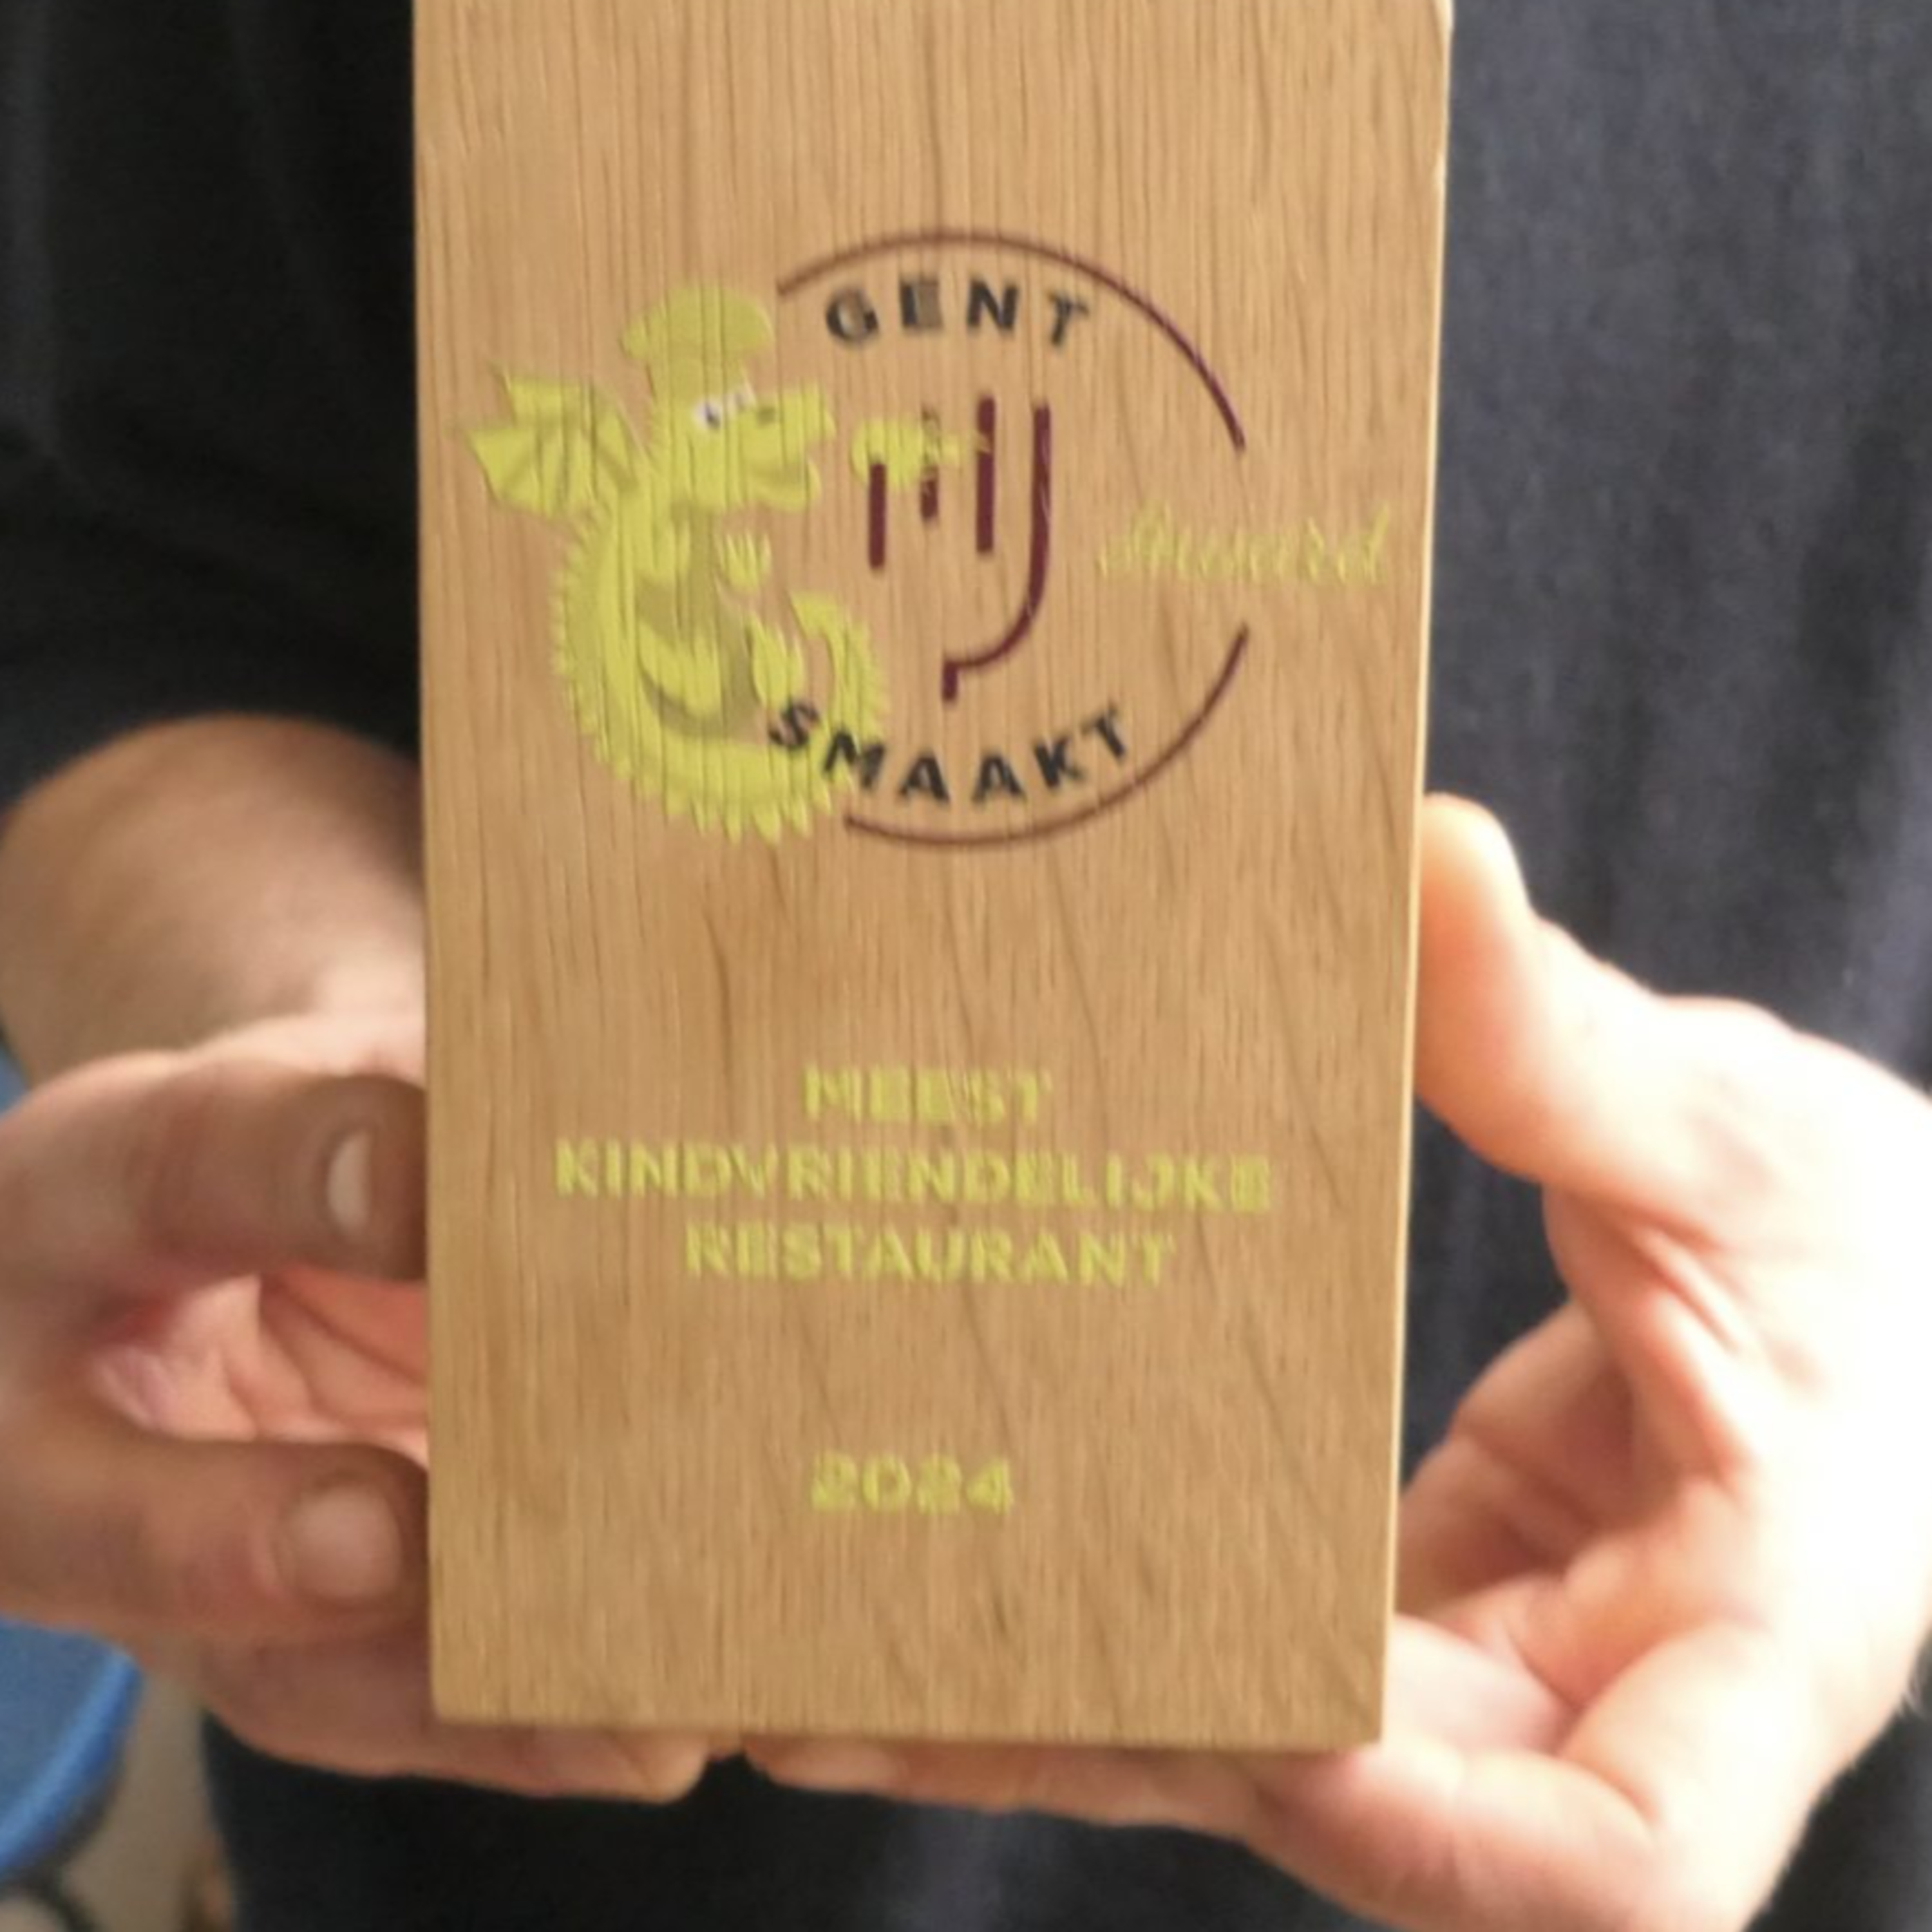 GENT
Award
SMAAKT
MEEST
KINDVRIENDELIJKE
RESTAURANT
2024